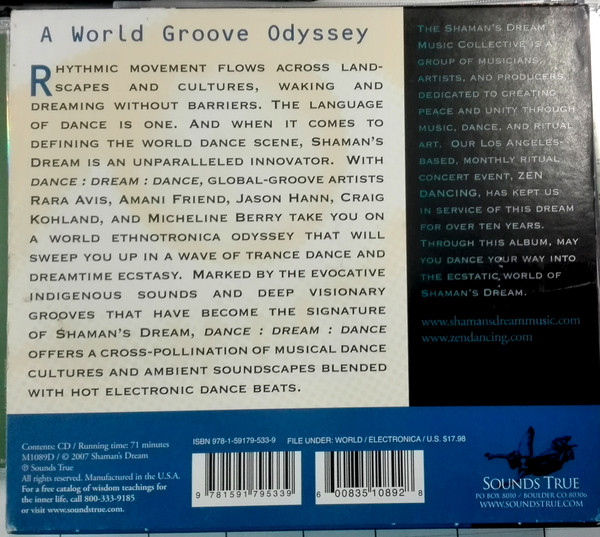 A World Groove Odyssey
RHYTHMIC MOVEMENT FLOWS ACROSS LAND-
SCAPES AND CULTURES, WAKING AND
DREAMING WITHOUT BARRIERS. THE LANGUAGE
OF DANCE IS ONE. AND WHEN IT COMES TO
DEFINING THE WORLD DANCE SCENE, SHAMAN'S
DREAM IS AN UNPARALLELED INNOVATOR. WITH
DANCE : DREAM : DANCE, GLOBAL-GROOVE ARTISTS
RARA AVIS, AMANI FRIEND, JASON HANN, CRAIG
KOHLAND, AND MICHELINE BERRY TAKE YOU ON
A WORLD ETHNOTRONICA ODYSSEY THAT WILL
SWEEP YOU UP IN A WAVE OF TRANCE DANCE AND
DREAMTIME ECSTASY. MARKED BY THE EVOCATIVE
INDIGENOUS SOUNDS AND DEEP VISIONARY
GROOVES THAT HAVE BECOME THE SIGNATURE
OF SHAMAN'S DREAM, DANCE : DREAM : DANCE
OFFERS A CROSS-POLLINATION OF MUSICAL DANCE
CULTURES AND AMBIENT SOUNDSCAPES BLENDED
WITH HOT ELECTRONIC DANCE BEATS.
THE SHAMAN'S DREAM
MUSIC COLLECTIVE IS A
GROUP OF MUSICIANS,
ARTISTS, AND PRODUCERS
DEDICATED TO CREATING
PEACE AND UNITY THROUGH
MUSIC, DANCE, AND RITUAL
ART. OUR LOS ANGELES-
BASED, MONTHLY RITUAL
CONCERT EVENT, ZEN
DANCING, HAS KEPT US
IN SERVICE OF THIS DREAM
FOR OVER TEN YEARS.
THROUGH THIS ALBUM, MAY
YOU DANCE YOUR WAY INTO
THE ECSTATIC WORLD OF
SHAMAN'S DREAM.
www.shamansdreammusic.com
www.zendancing.com
Contents: CD / Running time: 71 minutes
M1089D / © 2007 Shaman's Dream
℗ Sounds True
All rights reserved. Manufactured in the U.S.A.
For a free catalog of wisdom teachings for
the inner life, call 800-333-9185
or visit www.soundstrue.com.
ISBN 978-1-59179-533-9 FILE UNDER: WORLD / ELECTRONICA / U.S. $17.98
9 781591 795339
6 00835 10892 8
SOUNDS TRUE
PO BOX 8010 / BOULDER CO 80306
WWW.SOUNDSTRUE.COM